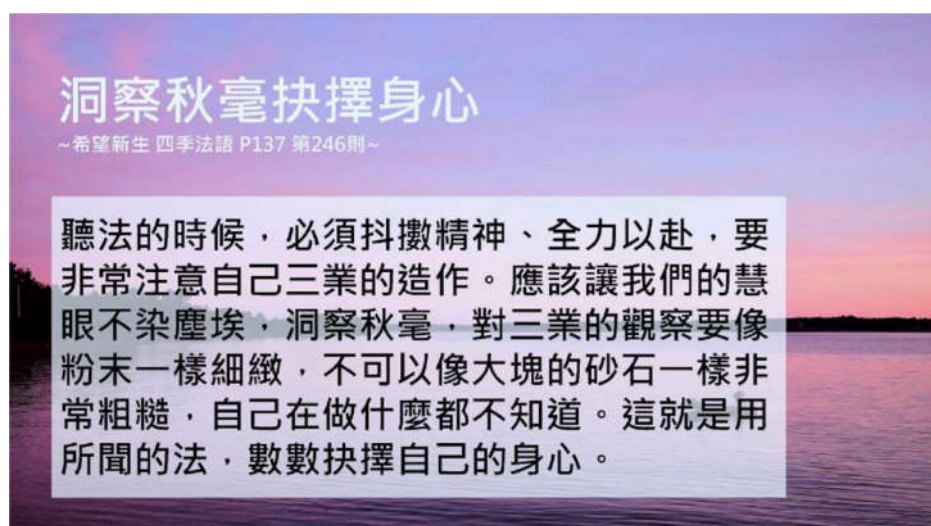 洞察秋毫抉擇身心
~希望新生 四季法語 P137 第246則~
聽法的時候，必須抖擻精神、全力以赴，要
非常注意自己三業的造作。應該讓我們的慧
眼不染塵埃，洞察秋毫，對三業的觀察要像
粉末一樣細緻，不可以像大塊的砂石一樣非
常粗糙，自己在做什麼都不知道。這就是用
所聞的法，數數抉擇自己的身心。